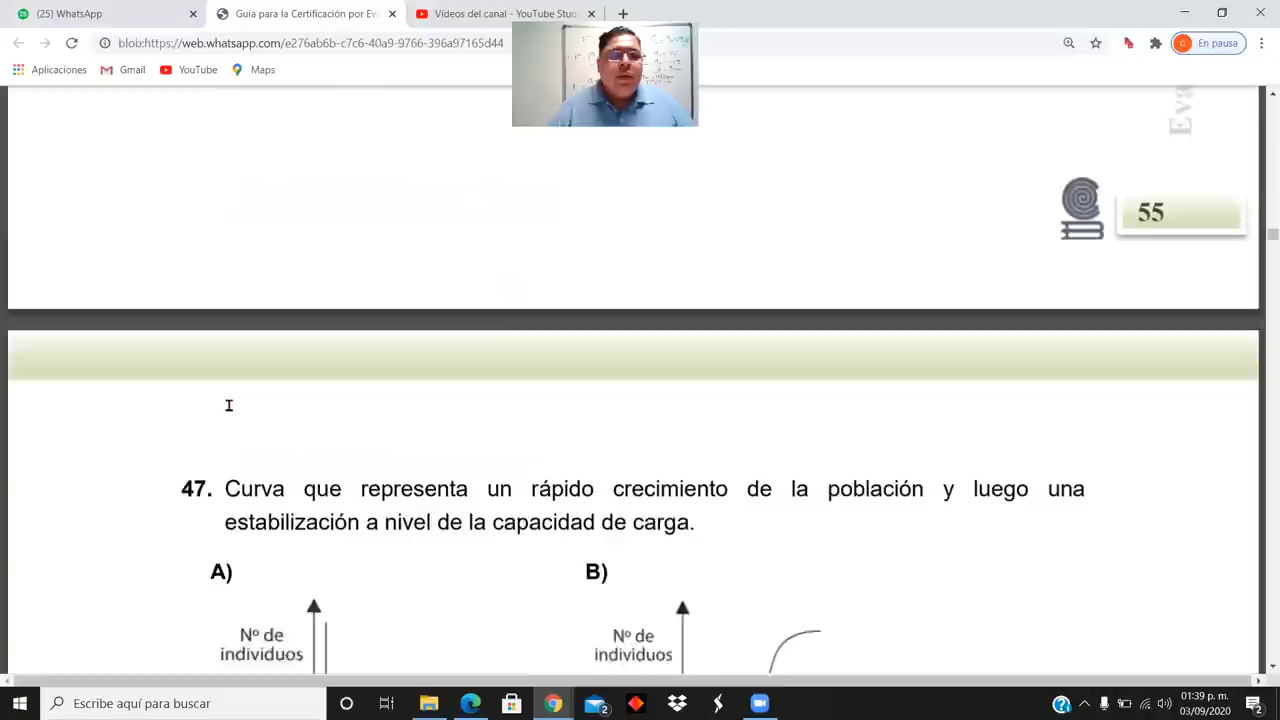 (25) WhatsApp
Guía para la Certificación por Eva
Vídeos del canal - YouTube Stud
blob:https://web.whatsapp.com/e276ab6b-c7c6-40a9-9766-396a97165d44
En pausa
Aplicaciones
Gmail
YouTube
Maps
Eva
55
47. Curva que representa un rápido crecimiento de la población y luego una
estabilización a nivel de la capacidad de carga.
A)
B)
Nº de
individuos
Nº de
individuos
Escribe aquí para buscar
01:39 p. m.
03/09/2020